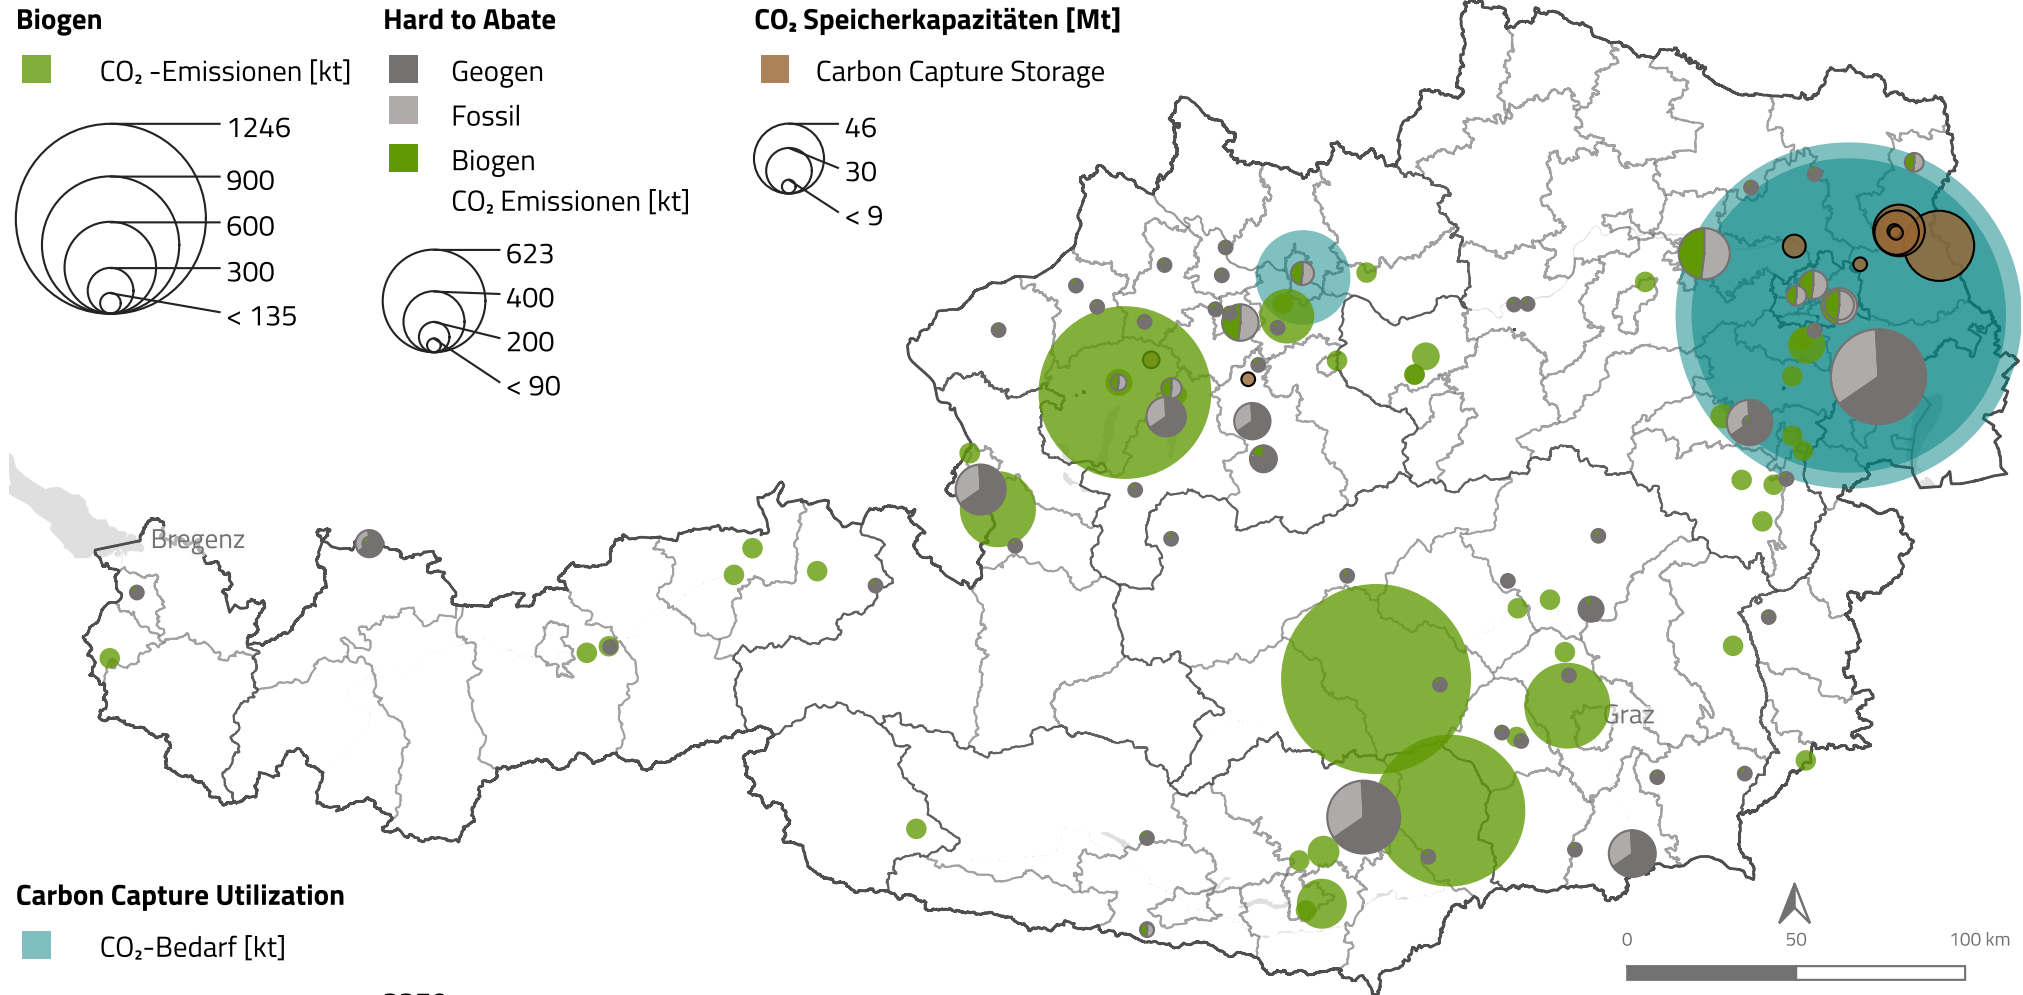 Biogen
CO₂ -Emissionen [kt]
1246
900
600
300
< 135
Hard to Abate
Geogen
Fossil
Biogen
CO₂ Emissionen [kt]
623
400
200
< 90
CO₂ Speicherkapazitäten [Mt]
Carbon Capture Storage
46
30
< 9
Bregenz
Graz
Carbon Capture Utilization
CO₂-Bedarf [kt]
0 50 100 km